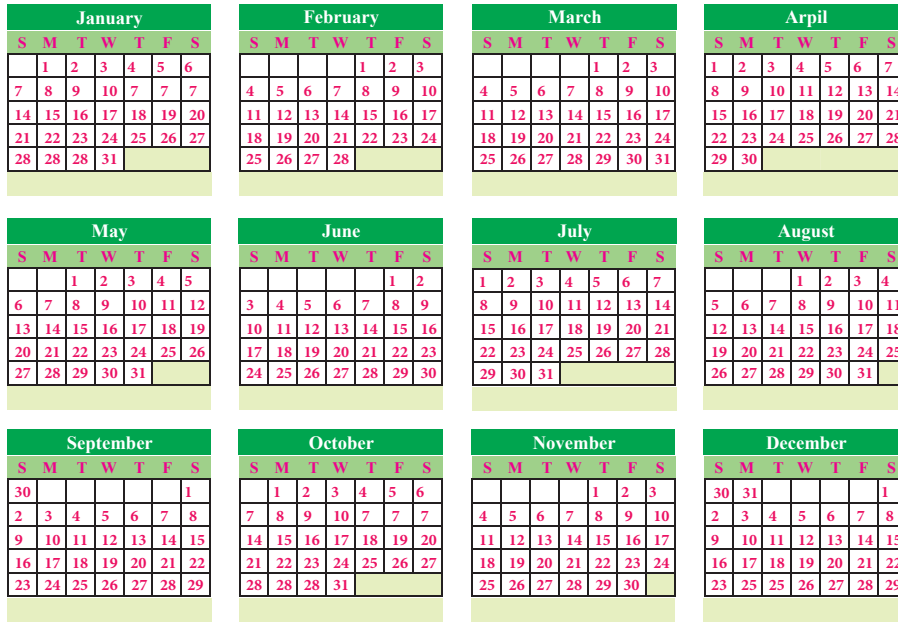 January
S M T W T F S
1 2 3 4 5 6
7 8 9 10 7 7 7
14 15 16 17 18 19 20
21 22 23 24 25 26 27
28 28 28 31
February
S M T W T F S
1 2 3
4 5 6 7 8 9 10
11 12 13 14 15 16 17
18 19 20 21 22 23 24
25 26 27 28
March
S M T W T F S
1 2 3
4 5 6 7 8 9 10
11 12 13 14 15 16 17
18 19 20 21 22 23 24
25 26 27 28 29 30 31
Arpil
S M T W T F S
1 2 3 4 5 6 7
8 9 10 11 12 13 14
15 16 17 18 19 20 21
22 23 24 25 26 27 28
29 30
May
S M T W T F S
1 2 3 4 5
6 7 8 9 10 11 12
13 14 15 16 17 18 19
20 21 22 23 24 25 26
27 28 29 30 31
June
S M T W T F S
1 2
3 4 5 6 7 8 9
10 11 12 13 14 15 16
17 18 19 20 21 22 23
24 25 26 27 28 29 30
July
S M T W T F S
1 2 3 4 5 6 7
8 9 10 11 12 13 14
15 16 17 18 19 20 21
22 23 24 25 26 27 28
29 30 31
August
S M T W T F S
1 2 3 4
5 6 7 8 9 10 11
12 13 14 15 16 17 18
19 20 21 22 23 24 25
26 27 28 29 30 31
September
S M T W T F S
30 1
2 3 4 5 6 7 8
9 10 11 12 13 14 15
16 17 18 19 20 21 22
23 24 25 26 27 28 29
October
S M T W T F S
1 2 3 4 5 6
7 8 9 10 7 7 7
14 15 16 17 18 19 20
21 22 23 24 25 26 27
28 28 28 31
November
S M T W T F S
1 2 3
4 5 6 7 8 9 10
11 12 13 14 15 16 17
18 19 20 21 22 23 24
25 26 27 28 29 30
December
S M T W T F S
30 31 1
2 3 4 5 6 7 8
9 10 11 12 13 14 15
16 17 18 19 20 21 22
23 25 25 26 27 28 29